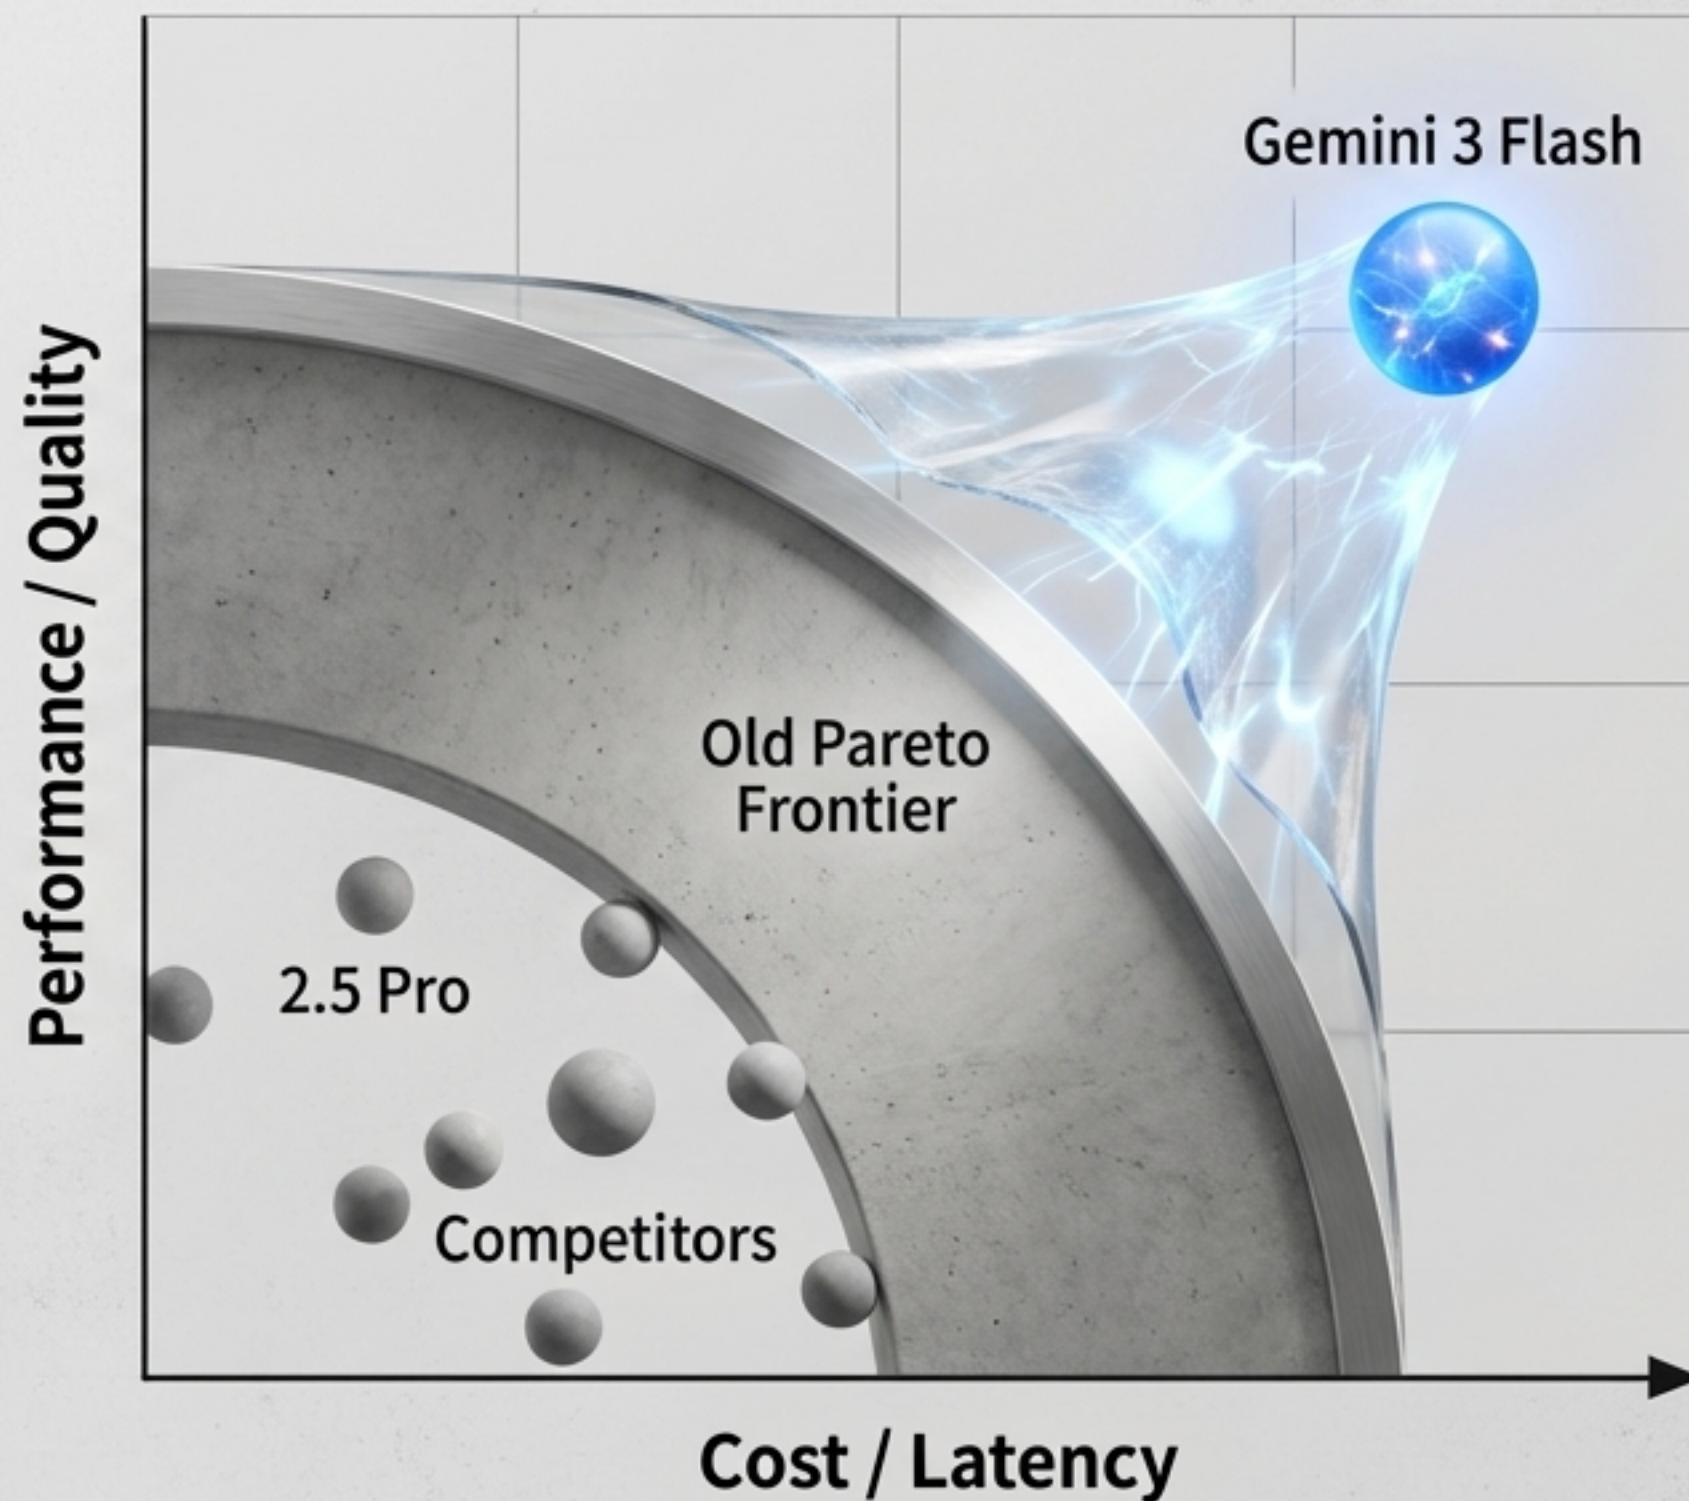 Gemini 3 Flash
Performance / Quality
Old Pareto
Frontier
2.5 Pro
Competitors
Cost / Latency